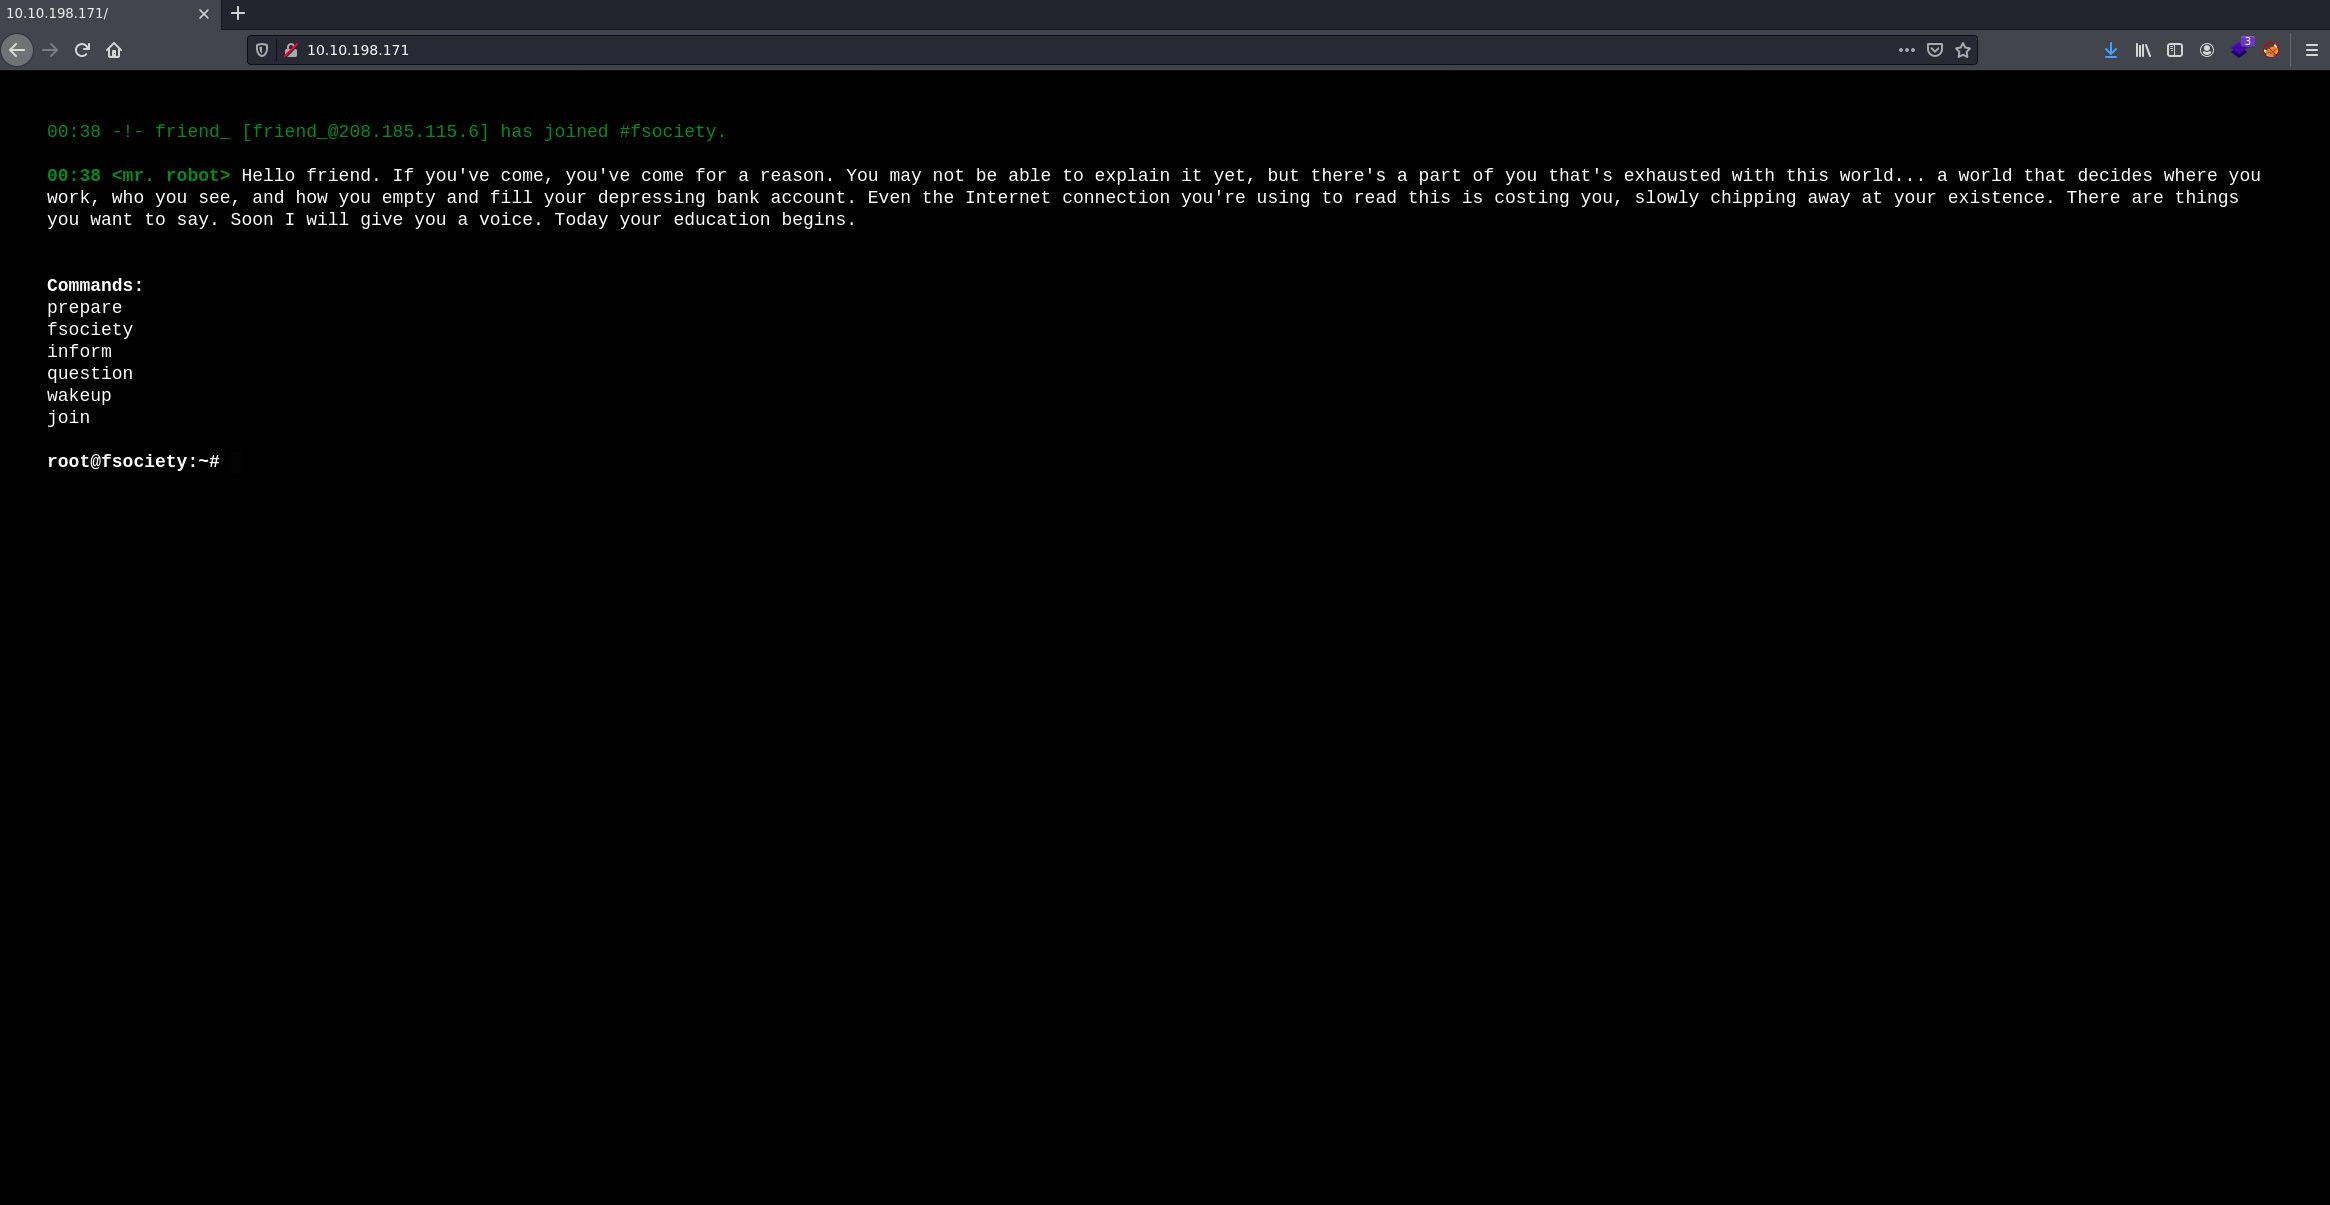 10.10.198.171/
10.10.198.171
3
00:38 -!- friend_ [friend_@208.185.115.6] has joined #fsociety.
00:38 <mr. robot> Hello friend. If you've come, you've come for a reason. You may not be able to explain it yet, but there's a part of you that's exhausted with this world... a world that decides where you
work, who you see, and how you empty and fill your depressing bank account. Even the Internet connection you're using to read this is costing you, slowly chipping away at your existence. There are things
you want to say. Soon I will give you a voice. Today your education begins.
Commands:
prepare
fsociety
inform
question
wakeup
join
root@fsociety:~#